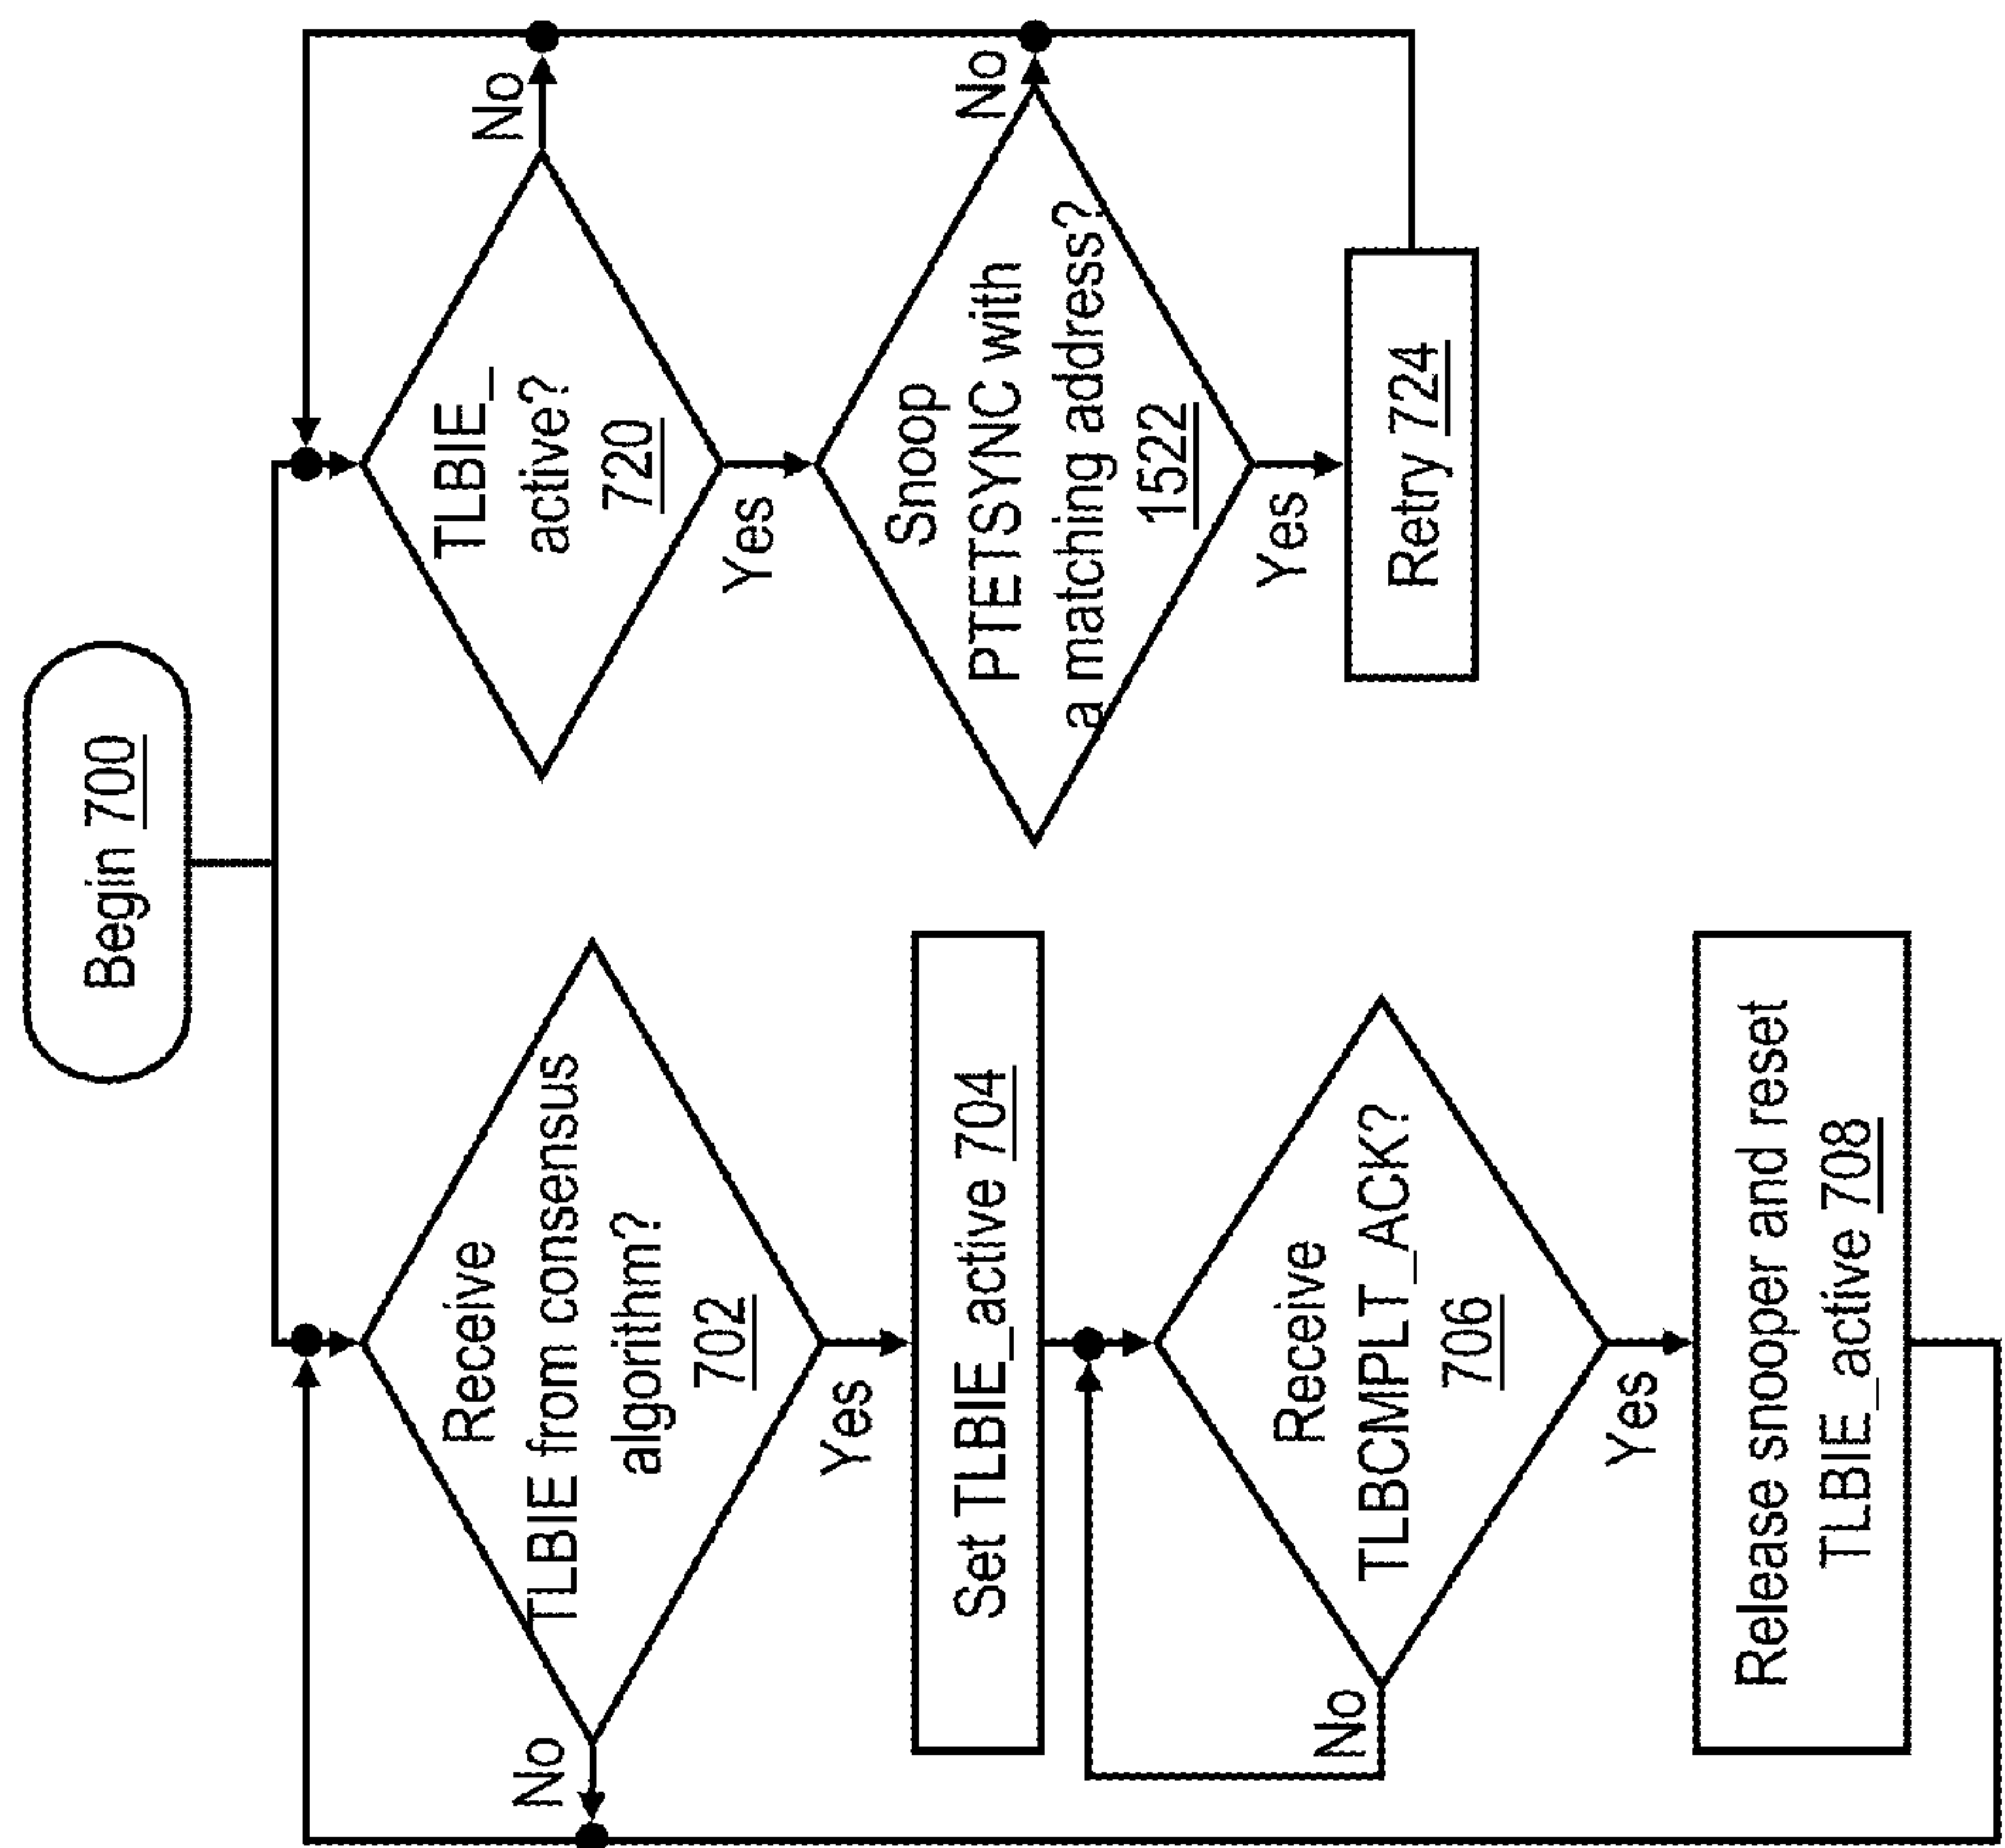 Begin 700
Receive
TLBIE from consensus
algorithm?
702
No
Yes
Set TLBIE_active 704
Receive
TLBCMPLT_ACK?
706
No
Yes
Release snooper and reset
TLBIE_active 708
TLBIE_
active?
720
No
Yes
Snoop
PTETSYNC with
a matching address?
1522
No
Yes
Retry 724